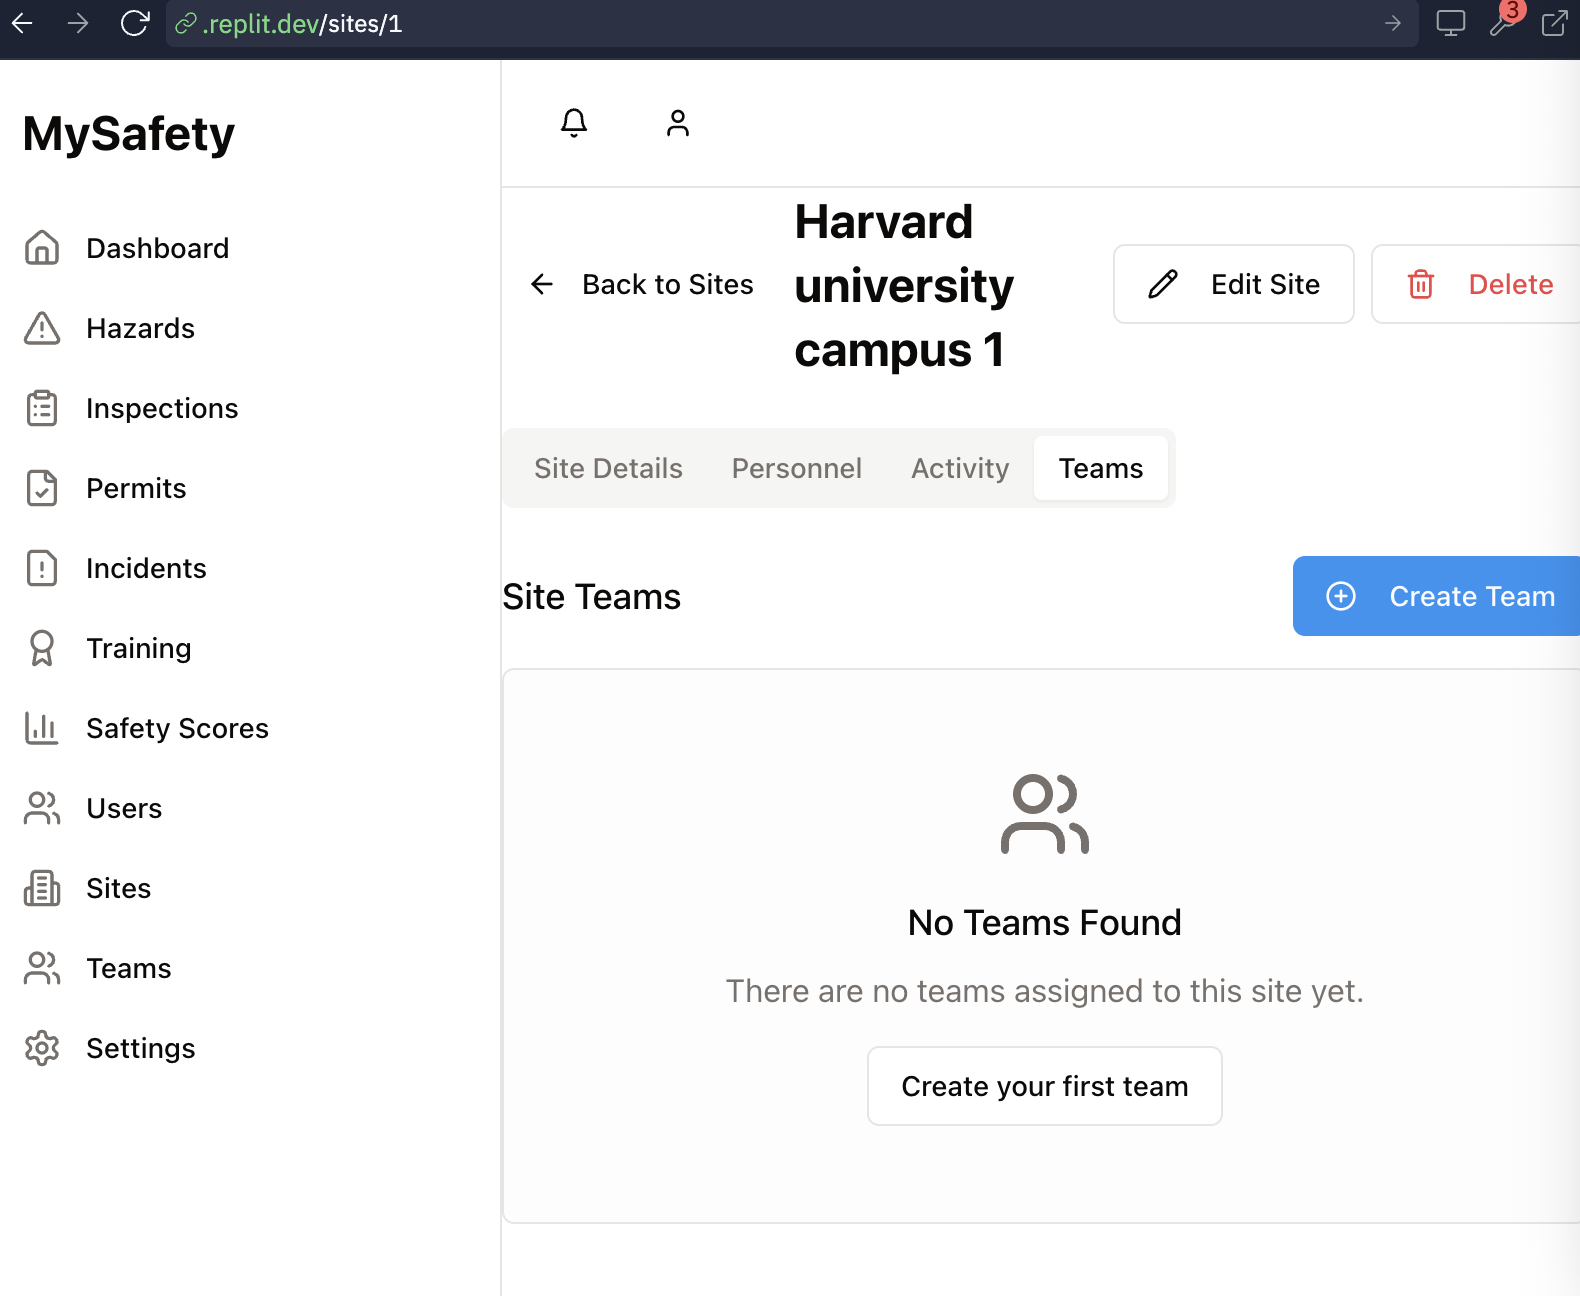 .replit.dev/sites/1
3
MySafety
Dashboard
Hazards
Inspections
Permits
Incidents
Training
Safety Scores
Users
Sites
Teams
Settings
Back to Sites
Harvard
university
campus 1
Edit Site
Delete
Site Details
Personnel
Activity
Teams
Site Teams
Create Team
No Teams Found
There are no teams assigned to this site yet.
Create your first team